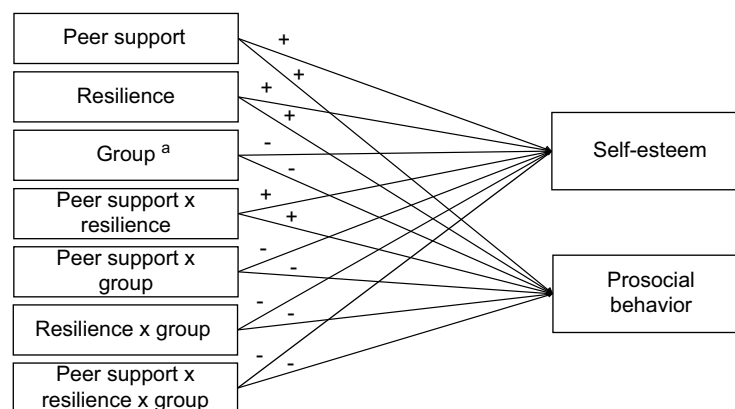 Peer support
Resilience
Group a
Peer support x
resilience
Peer support x
group
Resilience x group
Peer support x
resilience x group
+
+
+
+
-
-
+
+
-
-
-
-
-
-
Self-esteem
Prosocial
behavior